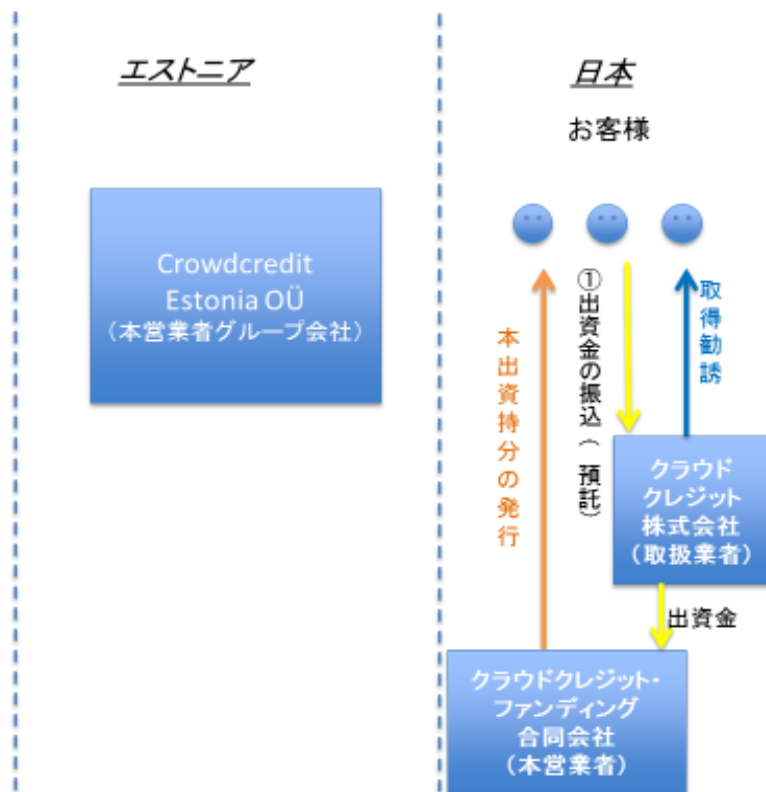 エストニア
日本
お客様
Crowdcredit
Estonia OÜ
（本営業者グループ会社）
本出資持分の発行
①出資金の振込（預託）
取得勧誘
クラウド
クレジット
株式会社
（取扱業者）
出資金
クラウドクレジット・
ファンディング
合同会社
（本営業者）